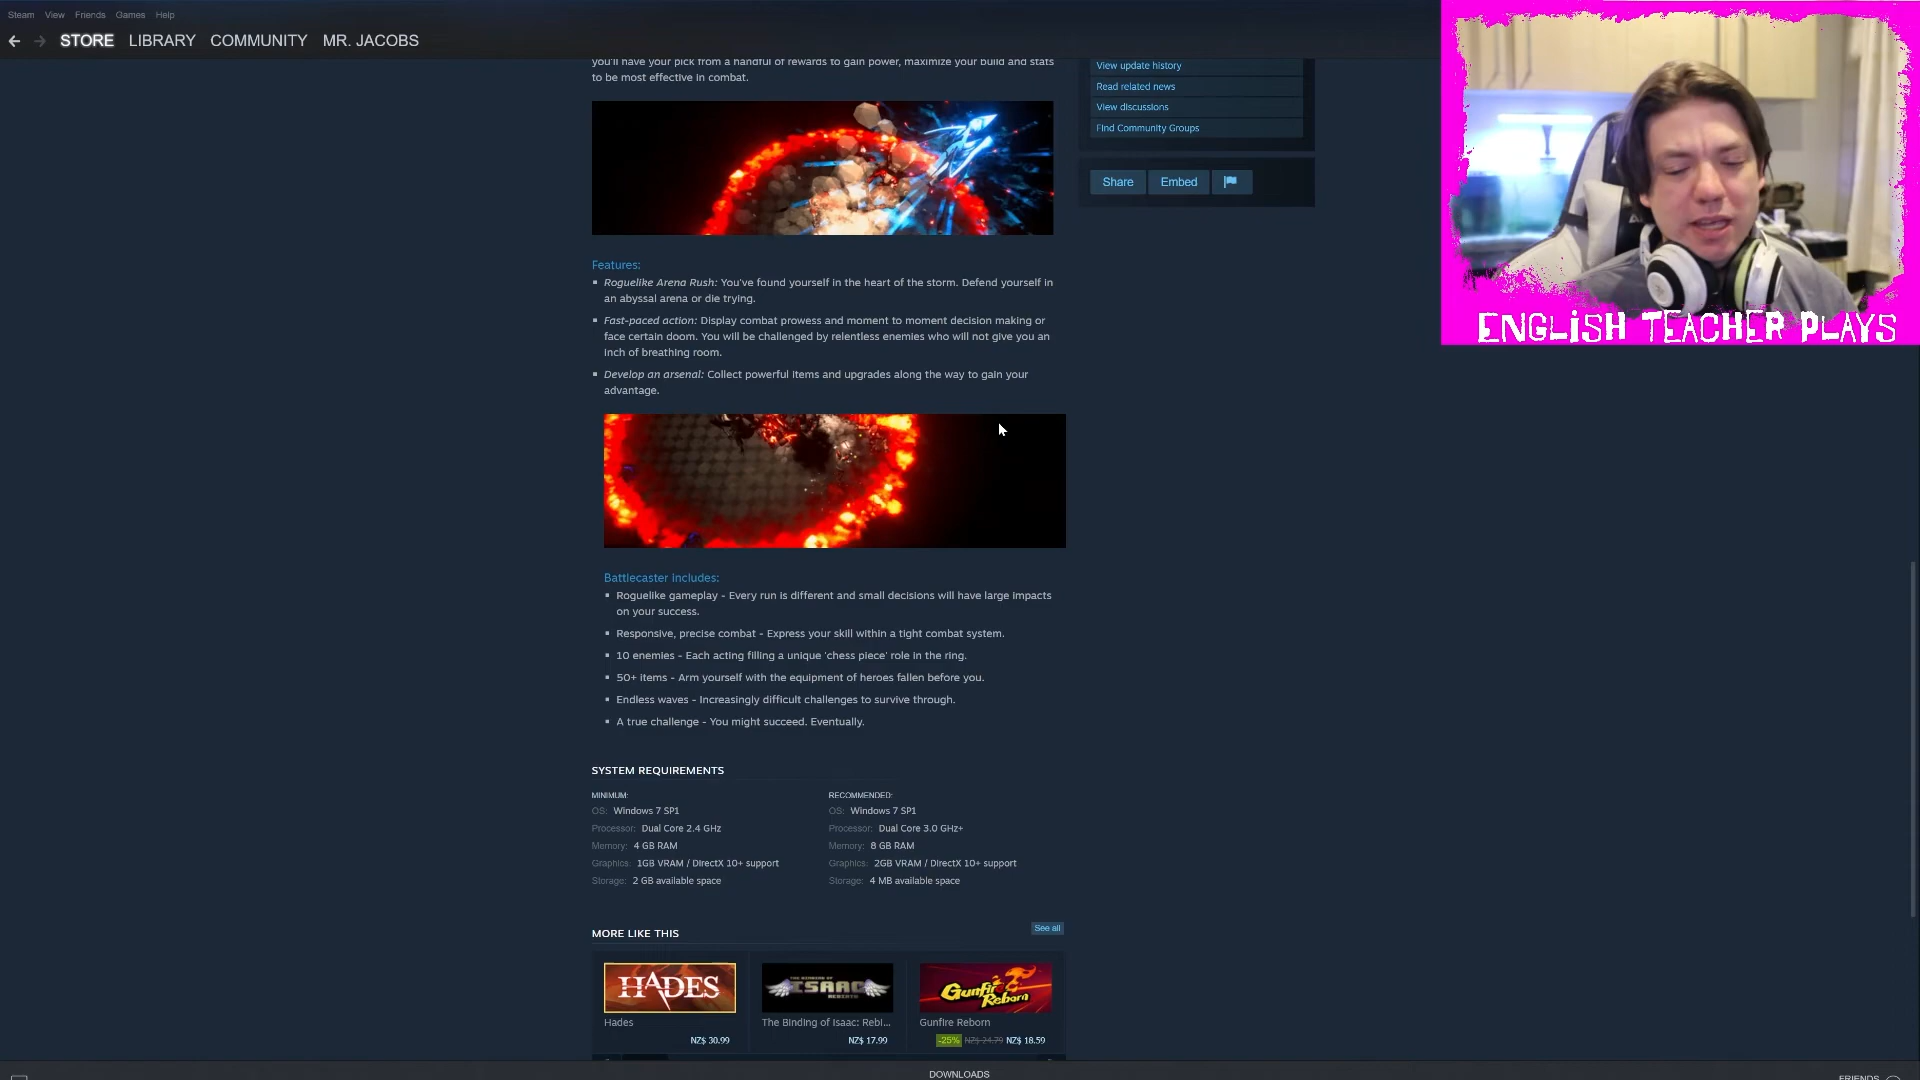 Steam View Friends Games Help
STORE LIBRARY COMMUNITY MR. JACOBS
you'll have your pick from a handful of rewards to gain power, maximize your build and stats
to be most effective in combat.
View update history
Read related news
View discussions
Find Community Groups
Share Embed
ENGLISH TEACHER PLAYS
Features:
▪ Roguelike Arena Rush: You've found yourself in the heart of the storm. Defend yourself in
an abyssal arena or die trying.
▪ Fast-paced action: Display combat prowess and moment to moment decision making or
face certain doom. You will be challenged by relentless enemies who will not give you an
inch of breathing room.
▪ Develop an arsenal: Collect powerful items and upgrades along the way to gain your
advantage.
Battlecaster includes:
▪ Roguelike gameplay - Every run is different and small decisions will have large impacts
on your success.
▪ Responsive, precise combat - Express your skill within a tight combat system.
▪ 10 enemies - Each acting filling a unique 'chess piece' role in the ring.
▪ 50+ items - Arm yourself with the equipment of heroes fallen before you.
▪ Endless waves - Increasingly difficult challenges to survive through.
▪ A true challenge - You might succeed. Eventually.
SYSTEM REQUIREMENTS
MINIMUM:
OS: Windows 7 SP1
Processor: Dual Core 2.4 GHz
Memory: 4 GB RAM
Graphics: 1GB VRAM / DirectX 10+ support
Storage: 2 GB available space
RECOMMENDED:
OS: Windows 7 SP1
Processor: Dual Core 3.0 GHz+
Memory: 8 GB RAM
Graphics: 2GB VRAM / DirectX 10+ support
Storage: 4 MB available space
MORE LIKE THIS
See all
HADES
Hades
NZ$ 30.99
THE BINDING OF
ISAAC
REBIRTH
The Binding of Isaac: Rebi...
NZ$ 17.99
Gunfire
Reborn
Gunfire Reborn
-25% NZ$ 24.79 NZ$ 18.59
DOWNLOADS
FRIENDS